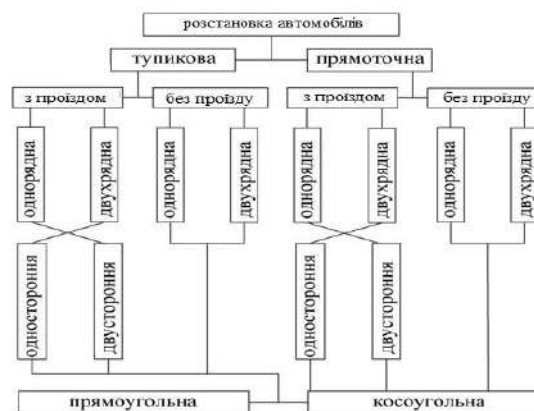 розстановка автомобілів
тупикова
прямоточна
з проїздом
без проїзду
з проїздом
без проїзду
однорядна
двухрядна
однорядна
двухрядна
однорядна
двухрядна
однорядна
двухрядна
одностороння
двустороння
одностороння
двустороння
прямоугольна
косоугольна